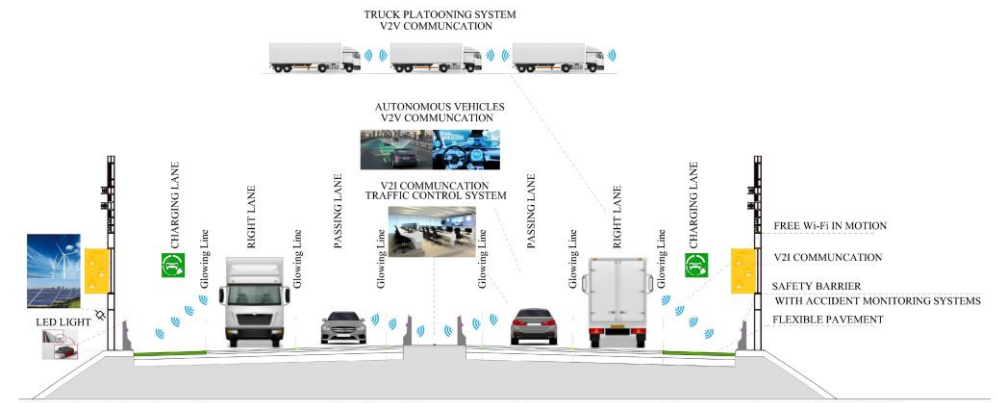 TRUCK PLATOONING SYSTEM
V2V COMMUNCATION
AUTONOMOUS VEHICLES
V2V COMMUNCATION
V2I COMMUNCATION
TRAFFIC CONTROL SYSTEM
CHARGING LANE
Glowing Line
RIGHT LANE
Glowing Line
PASSING LANE
Glowing Line
Glowing Line
PASSING LANE
Glowing Line
RIGHT LANE
Glowing Line
CHARGING LANE
FREE Wi-Fi IN MOTION
V2I COMMUNCATION
SAFETY BARRIER
WITH ACCIDENT MONITORING SYSTEMS
FLEXIBLE PAVEMENT
LED LIGHT